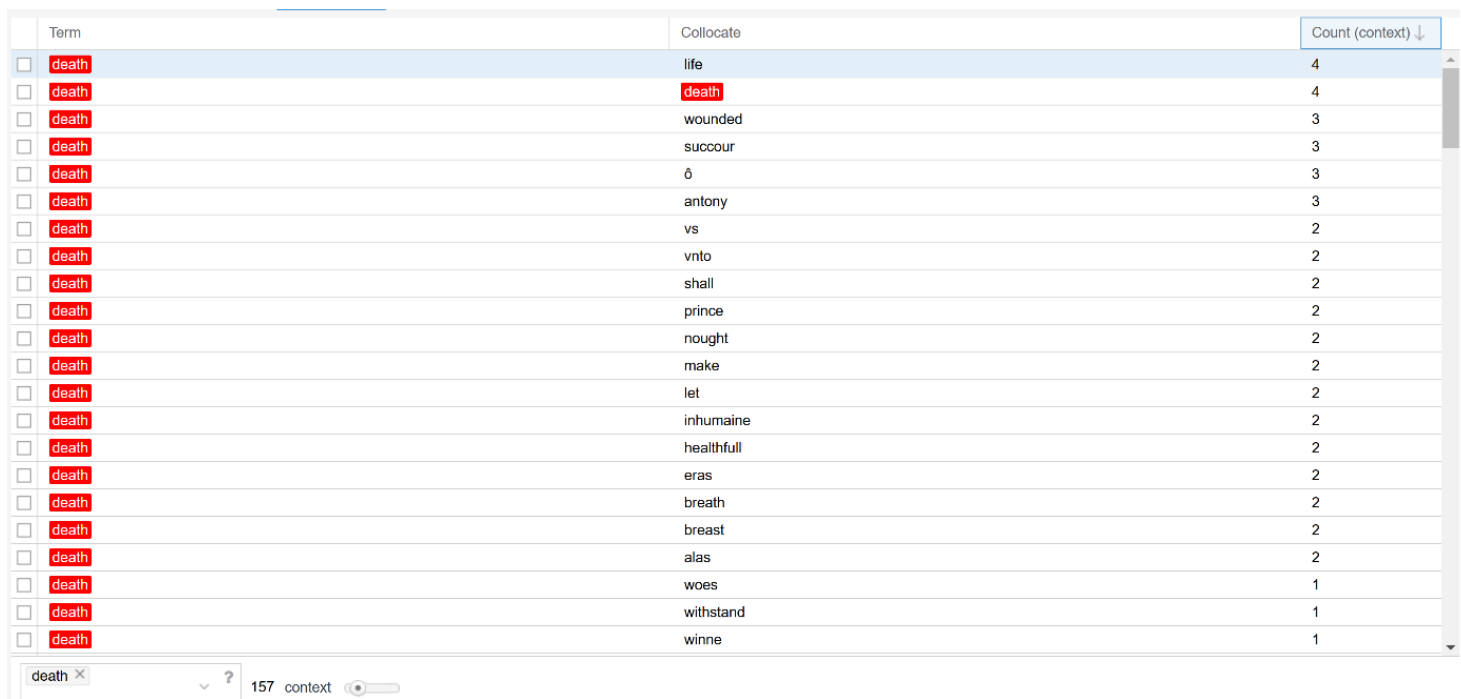 Term Collocate Count (context) ↓
death life 4
death death 4
death wounded 3
death succour 3
death ô 3
death antony 3
death vs 2
death vnto 2
death shall 2
death prince 2
death nought 2
death make 2
death let 2
death inhumaine 2
death healthfull 2
death eras 2
death breath 2
death breast 2
death alas 2
death woes 1
death withstand 1
death winne 1
death × ? 157 context